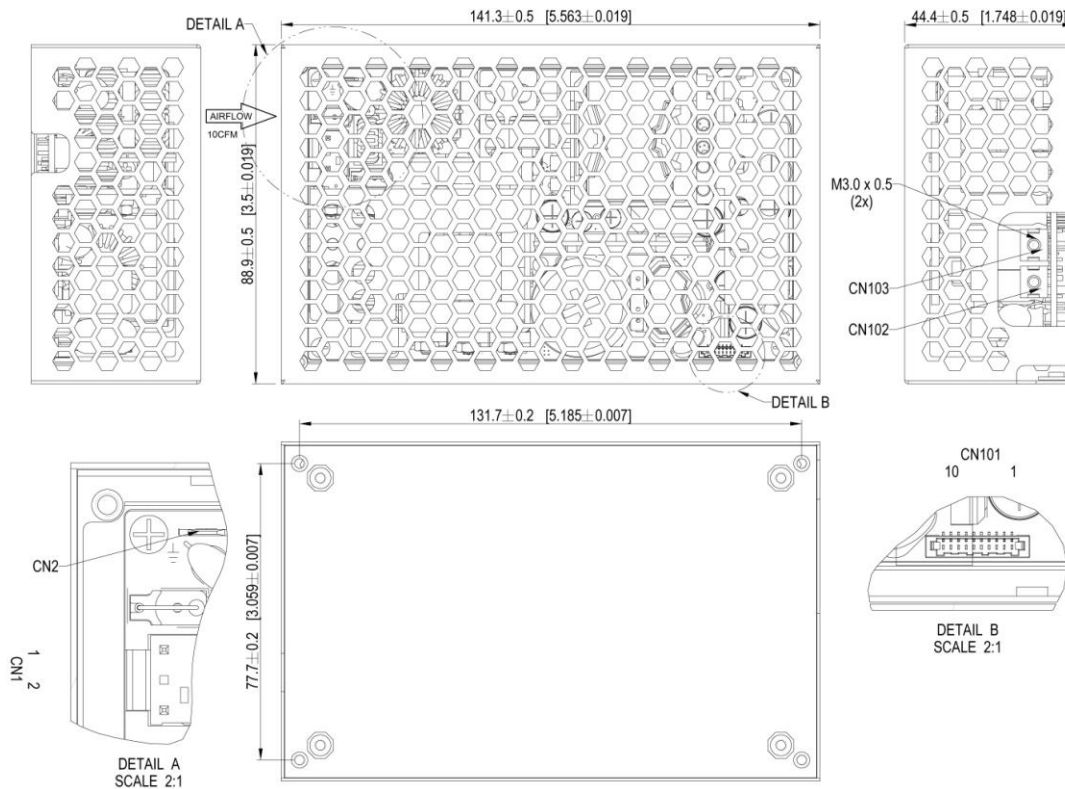 DETAIL A
141.3±0.5 [5.563±0.019]
44.4±0.5 [1.748±0.019]
AIRFLOW
10CFM
88.9±0.5 [3.5±0.019]
M3.0 x 0.5
(2x)
CN103
CN102
DETAIL B
131.7±0.2 [5.185±0.007]
77.7±0.2 [3.059±0.007]
CN2
1
2
CN1
DETAIL A
SCALE 2:1
CN101
10 1
DETAIL B
SCALE 2:1